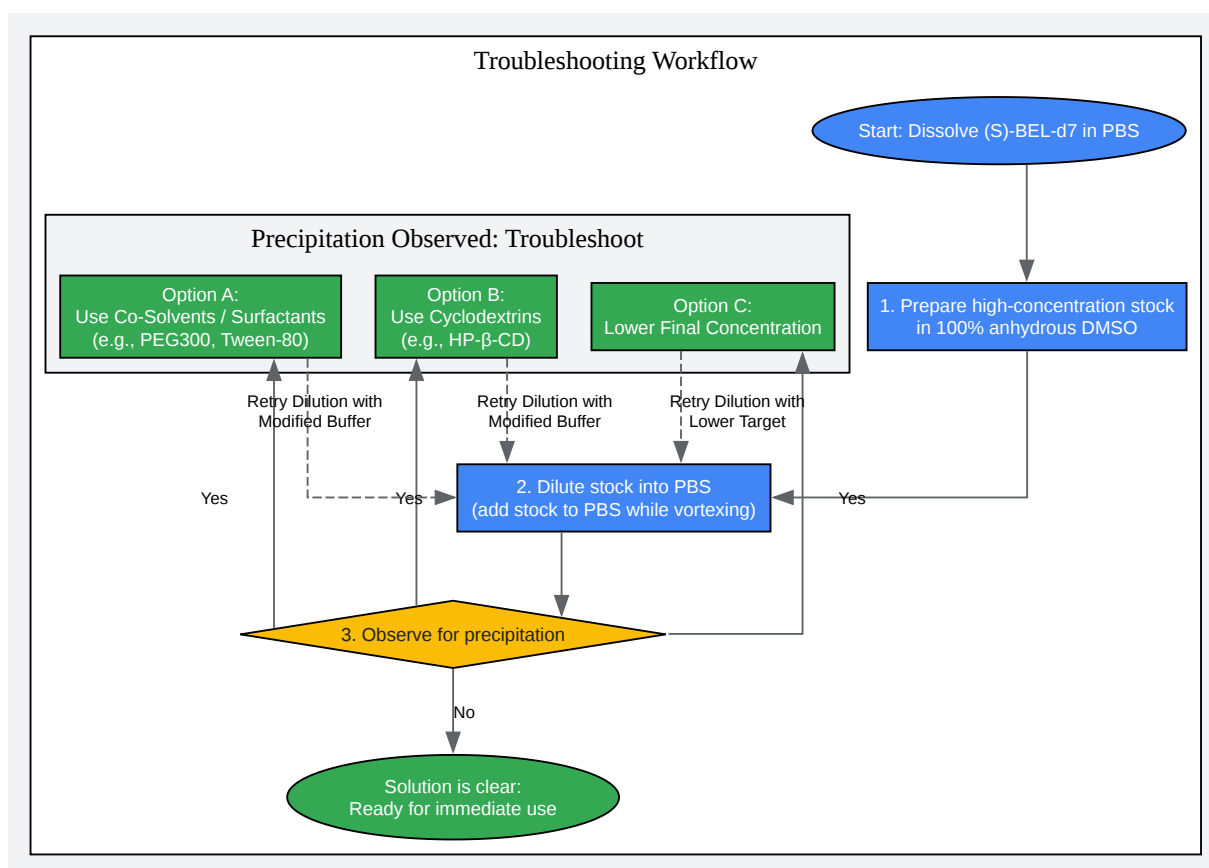 Troubleshooting Workflow
Start: Dissolve (S)-BEL-d7 in PBS
Precipitation Observed: Troubleshoot
Option A:
Use Co-Solvents / Surfactants
(e.g., PEG300, Tween-80)
Option B:
Use Cyclodextrins
(e.g., HP-β-CD)
Option C:
Lower Final Concentration
1. Prepare high-concentration stock
in 100% anhydrous DMSO
Retry Dilution with
Modified Buffer
Retry Dilution with
Modified Buffer
Retry Dilution with
Lower Target
Yes
Yes
2. Dilute stock into PBS
(add stock to PBS while vortexing)
Yes
3. Observe for precipitation
No
Solution is clear:
Ready for immediate use